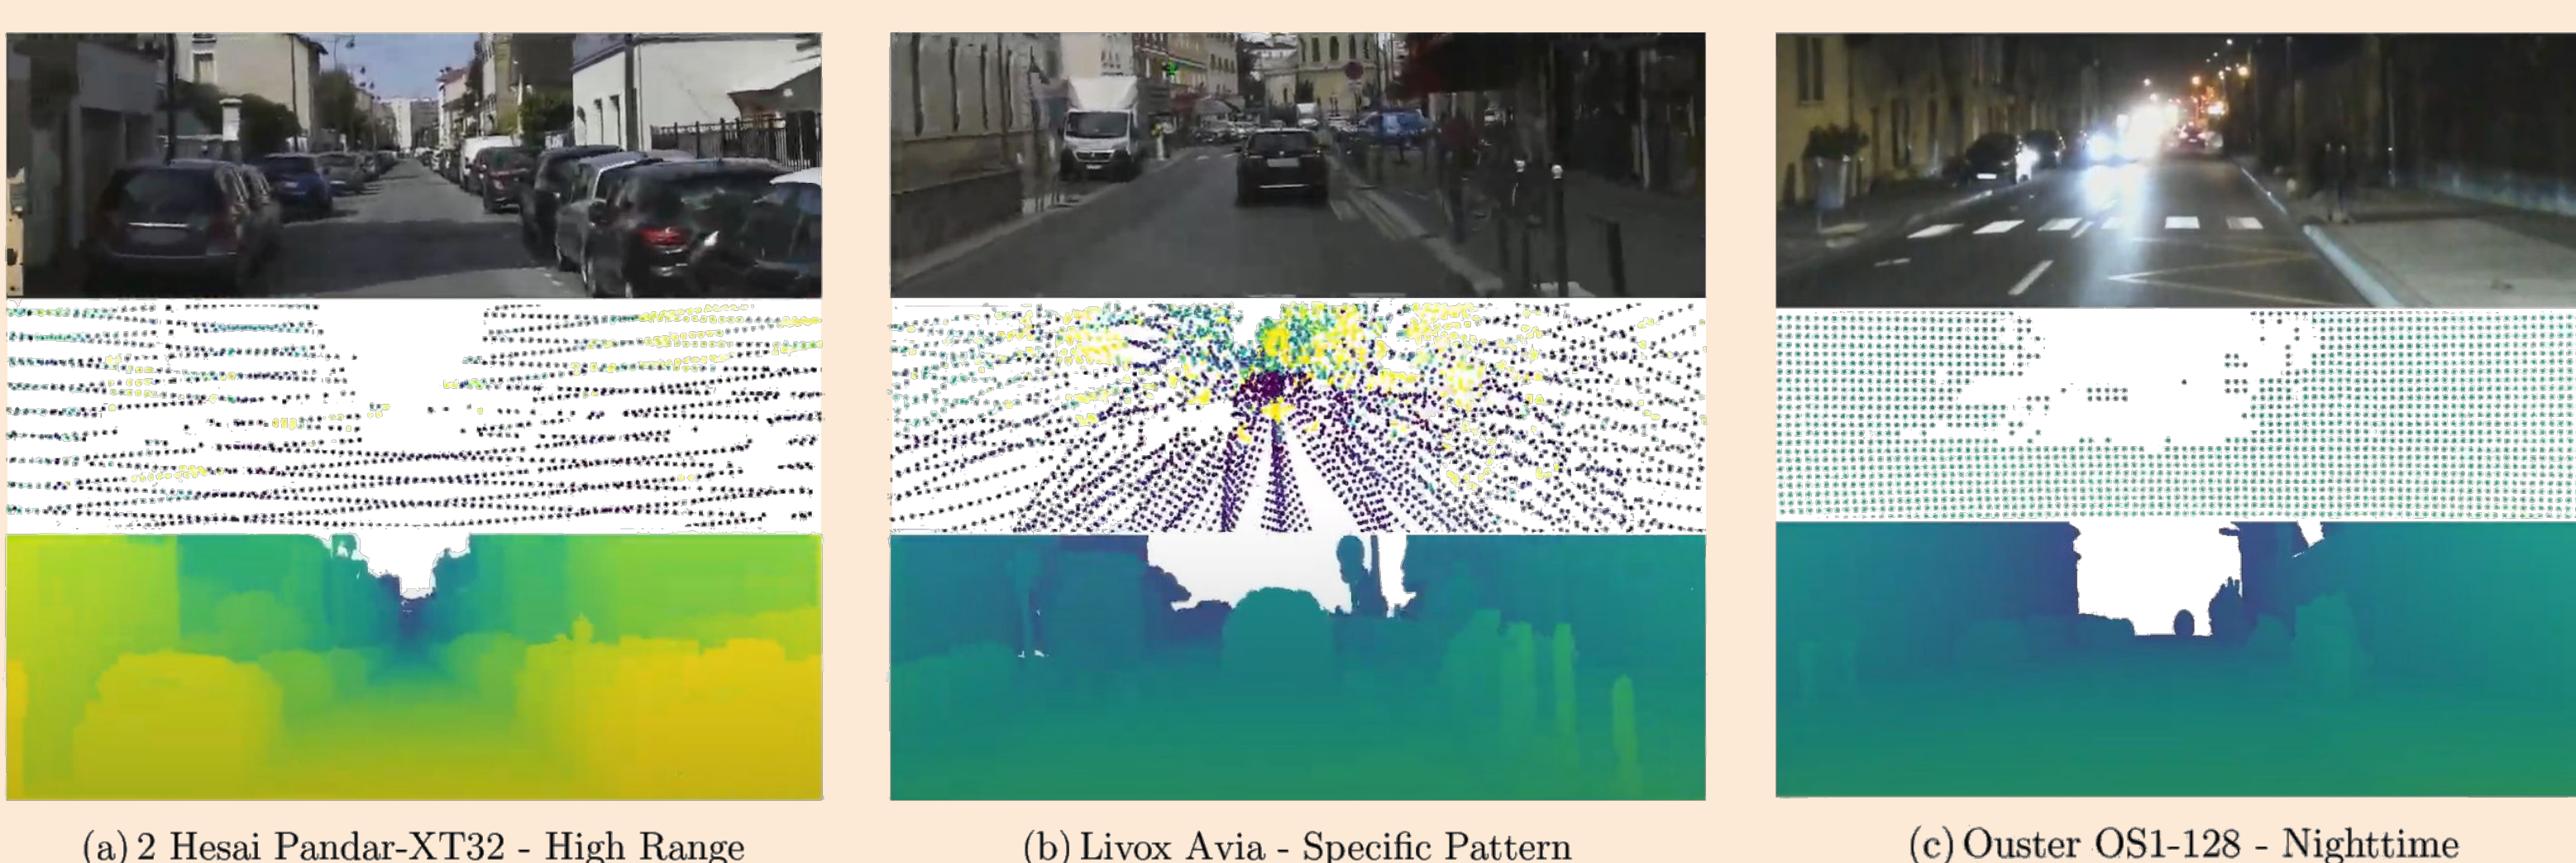 (a) 2 Hesai Pandar-XT32 - High Range
(b) Livox Avia - Specific Pattern
(c) Ouster OS1-128 - Nighttime